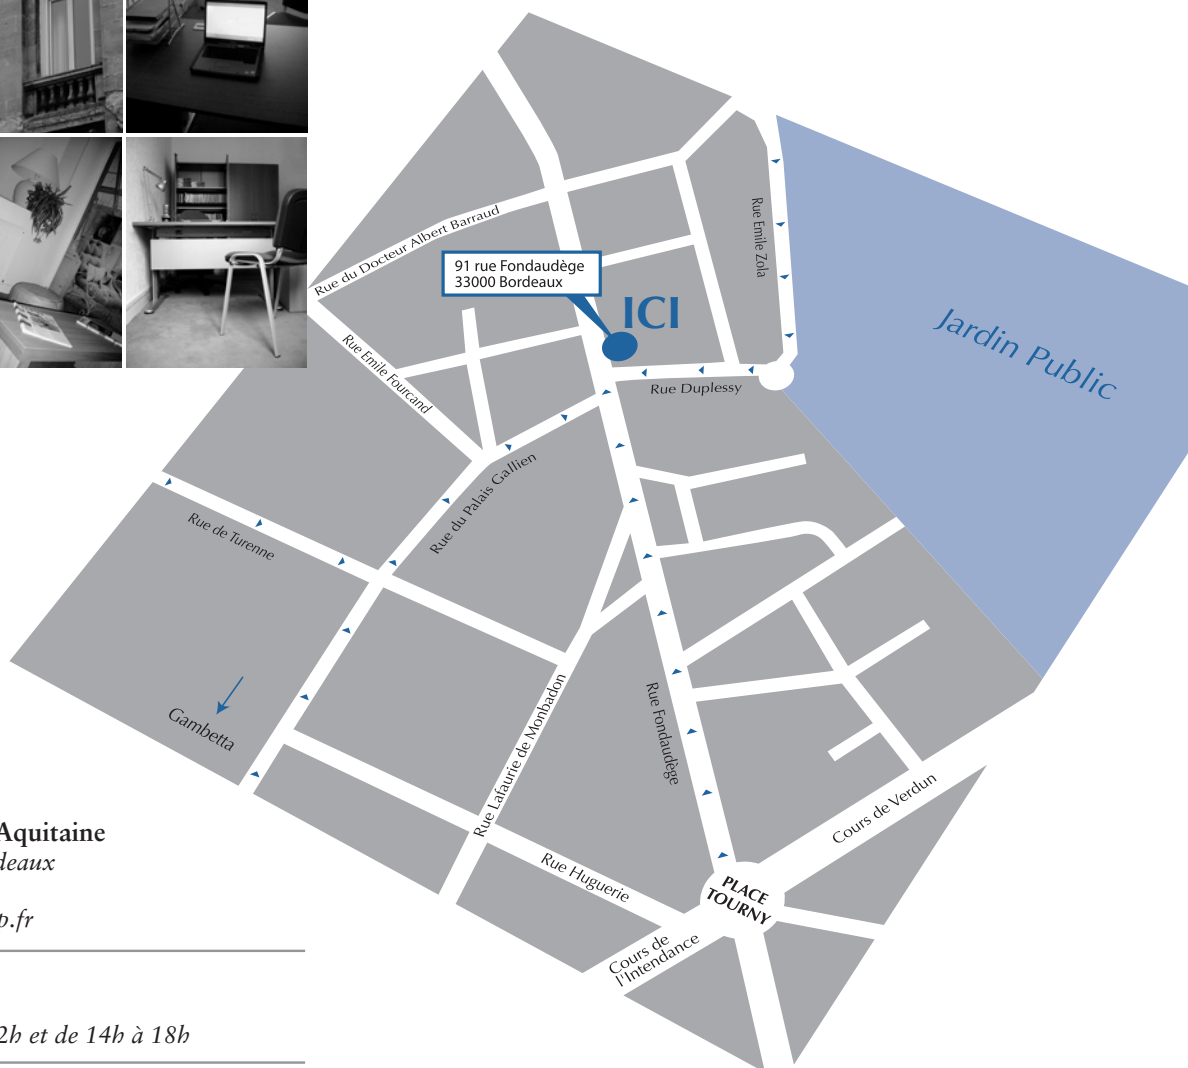 Rue du Docteur Albert Barraud
Rue Emile Zola
91 rue Fondaudège
33000 Bordeaux
ICI
Jardin Public
Rue Emile Fourcand
Rue Duplessy
Rue du Palais Gallien
Rue de Turenne
Gambetta
Rue Lafaurie de Monbadon
Rue Fondaudège
Cours de Verdun
Rue Huguerie
PLACE
TOURNY
Cours de
l'Intendance
Aquitaine
deaux
p.fr
2h et de 14h à 18h